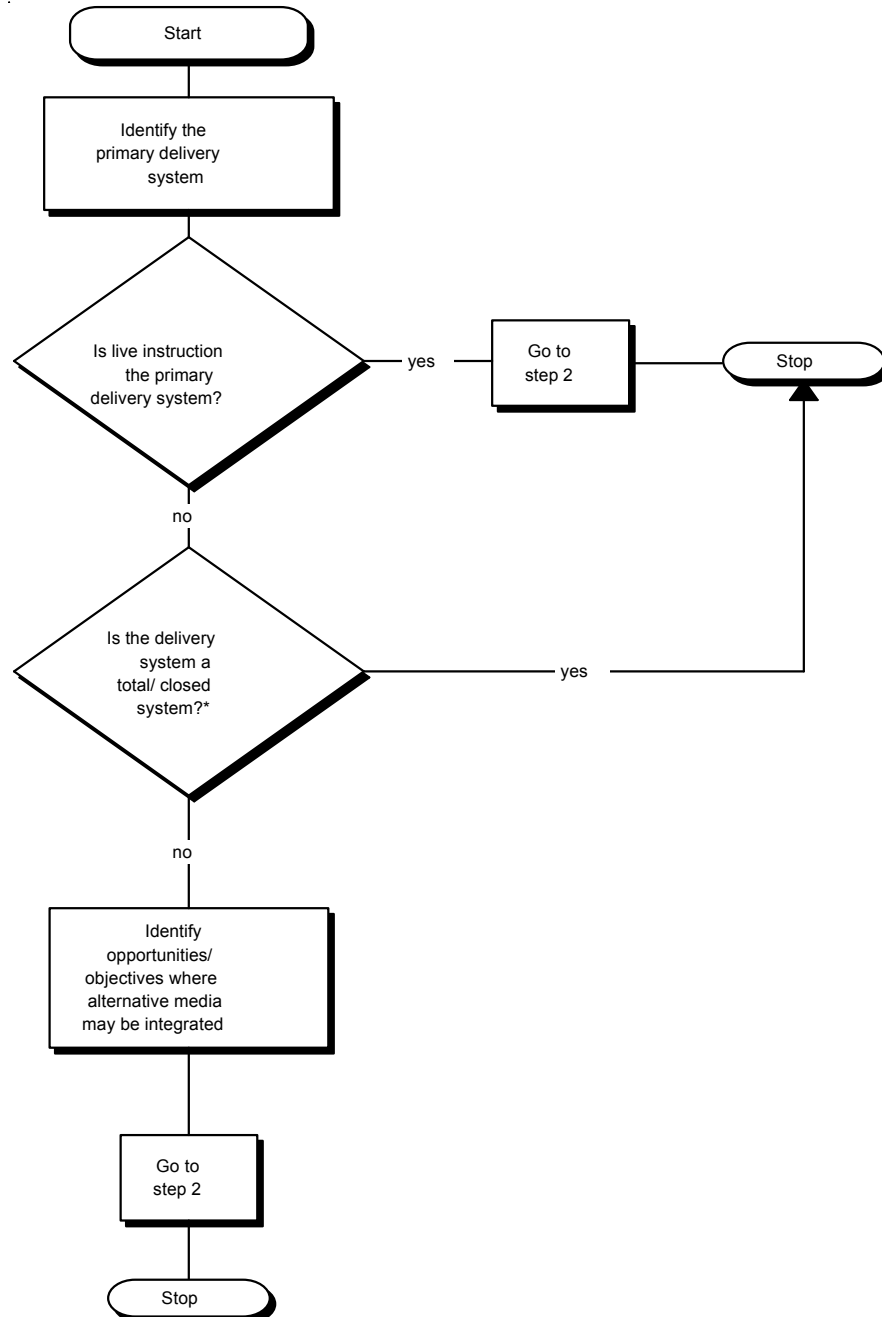 Start
Identify the
primary delivery
system
Is live instruction
the primary
delivery system?
yes
Go to
step 2
Stop
no
Is the delivery
system a
total/ closed
system?*
yes
no
Identify
opportunities/
objectives where
alternative media
may be integrated
Go to
step 2
Stop